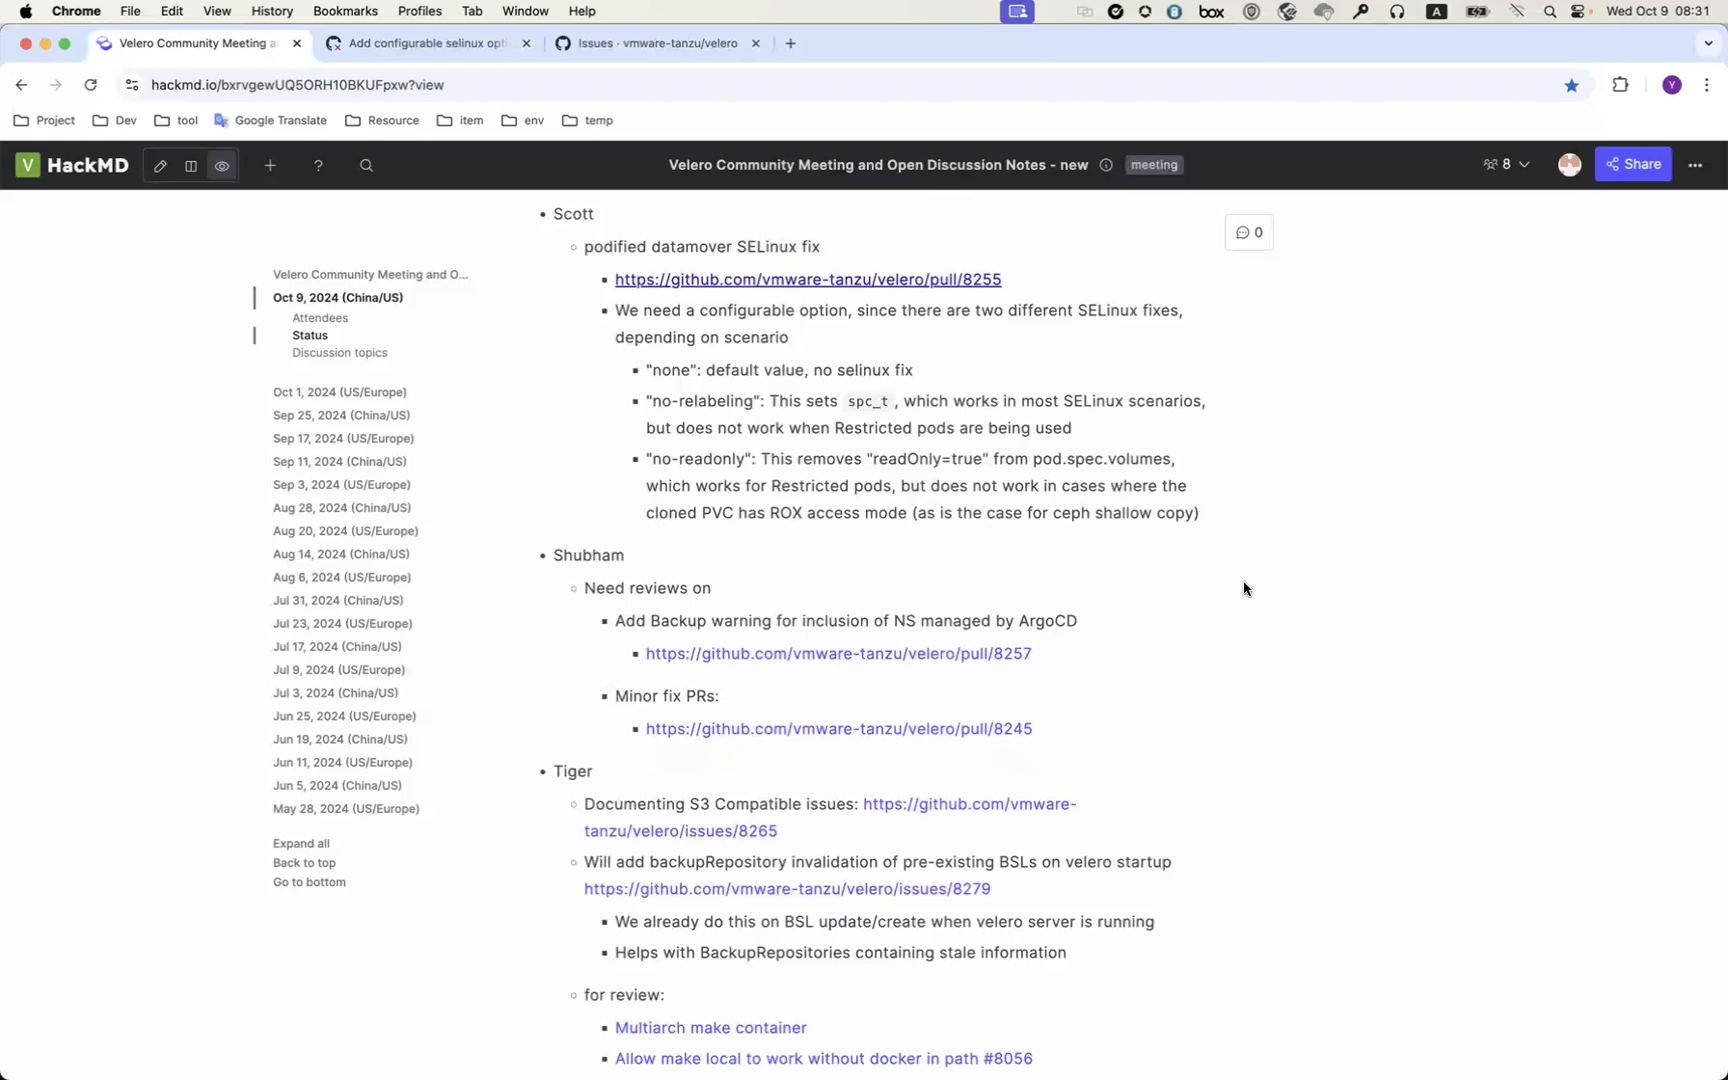 Chrome File Edit View History Bookmarks Profiles Tab Window Help box A Wed Oct 9 08:31
Velero Community Meeting a
Add configurable selinux opti
Issues · vmware-tanzu/velero
hackmd.io/bxrvgewUQ5ORH10BKUFpxw?view
Y
Project Dev tool Google Translate Resource item env temp
V HackMD
Velero Community Meeting and Open Discussion Notes - new meeting
8
Share
Velero Community Meeting and O...
Oct 9, 2024 (China/US)
Attendees
Status
Discussion topics
Oct 1, 2024 (US/Europe)
Sep 25, 2024 (China/US)
Sep 17, 2024 (US/Europe)
Sep 11, 2024 (China/US)
Sep 3, 2024 (US/Europe)
Aug 28, 2024 (China/US)
Aug 20, 2024 (US/Europe)
Aug 14, 2024 (China/US)
Aug 6, 2024 (US/Europe)
Jul 31, 2024 (China/US)
Jul 23, 2024 (US/Europe)
Jul 17, 2024 (China/US)
Jul 9, 2024 (US/Europe)
Jul 3, 2024 (China/US)
Jun 25, 2024 (US/Europe)
Jun 19, 2024 (China/US)
Jun 11, 2024 (US/Europe)
Jun 5, 2024 (China/US)
May 28, 2024 (US/Europe)
Expand all
Back to top
Go to bottom
• Scott
0
◦ podified datamover SELinux fix
▪ https://github.com/vmware-tanzu/velero/pull/8255
▪ We need a configurable option, since there are two different SELinux fixes,
depending on scenario
▪ "none": default value, no selinux fix
▪ "no-relabeling": This sets spc_t , which works in most SELinux scenarios,
but does not work when Restricted pods are being used
▪ "no-readonly": This removes "readOnly=true" from pod.spec.volumes,
which works for Restricted pods, but does not work in cases where the
cloned PVC has ROX access mode (as is the case for ceph shallow copy)
• Shubham
◦ Need reviews on
▪ Add Backup warning for inclusion of NS managed by ArgoCD
▪ https://github.com/vmware-tanzu/velero/pull/8257
▪ Minor fix PRs:
▪ https://github.com/vmware-tanzu/velero/pull/8245
• Tiger
◦ Documenting S3 Compatible issues: https://github.com/vmware-
tanzu/velero/issues/8265
◦ Will add backupRepository invalidation of pre-existing BSLs on velero startup
https://github.com/vmware-tanzu/velero/issues/8279
▪ We already do this on BSL update/create when velero server is running
▪ Helps with BackupRepositories containing stale information
◦ for review:
▪ Multiarch make container
▪ Allow make local to work without docker in path #8056